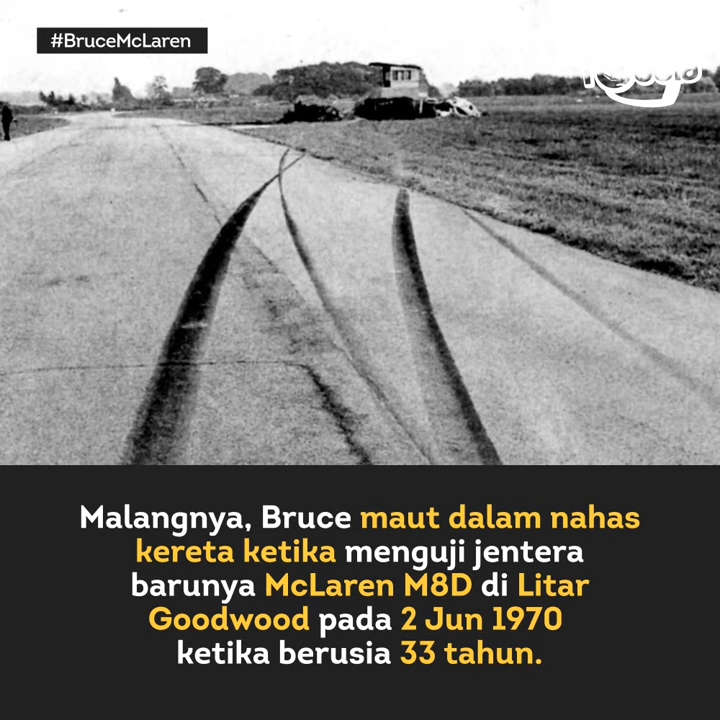 #BruceMcLaren
Malangnya, Bruce maut dalam nahas
kereta ketika menguji jentera
barunya McLaren M8D di Litar
Goodwood pada 2 Jun 1970
ketika berusia 33 tahun.